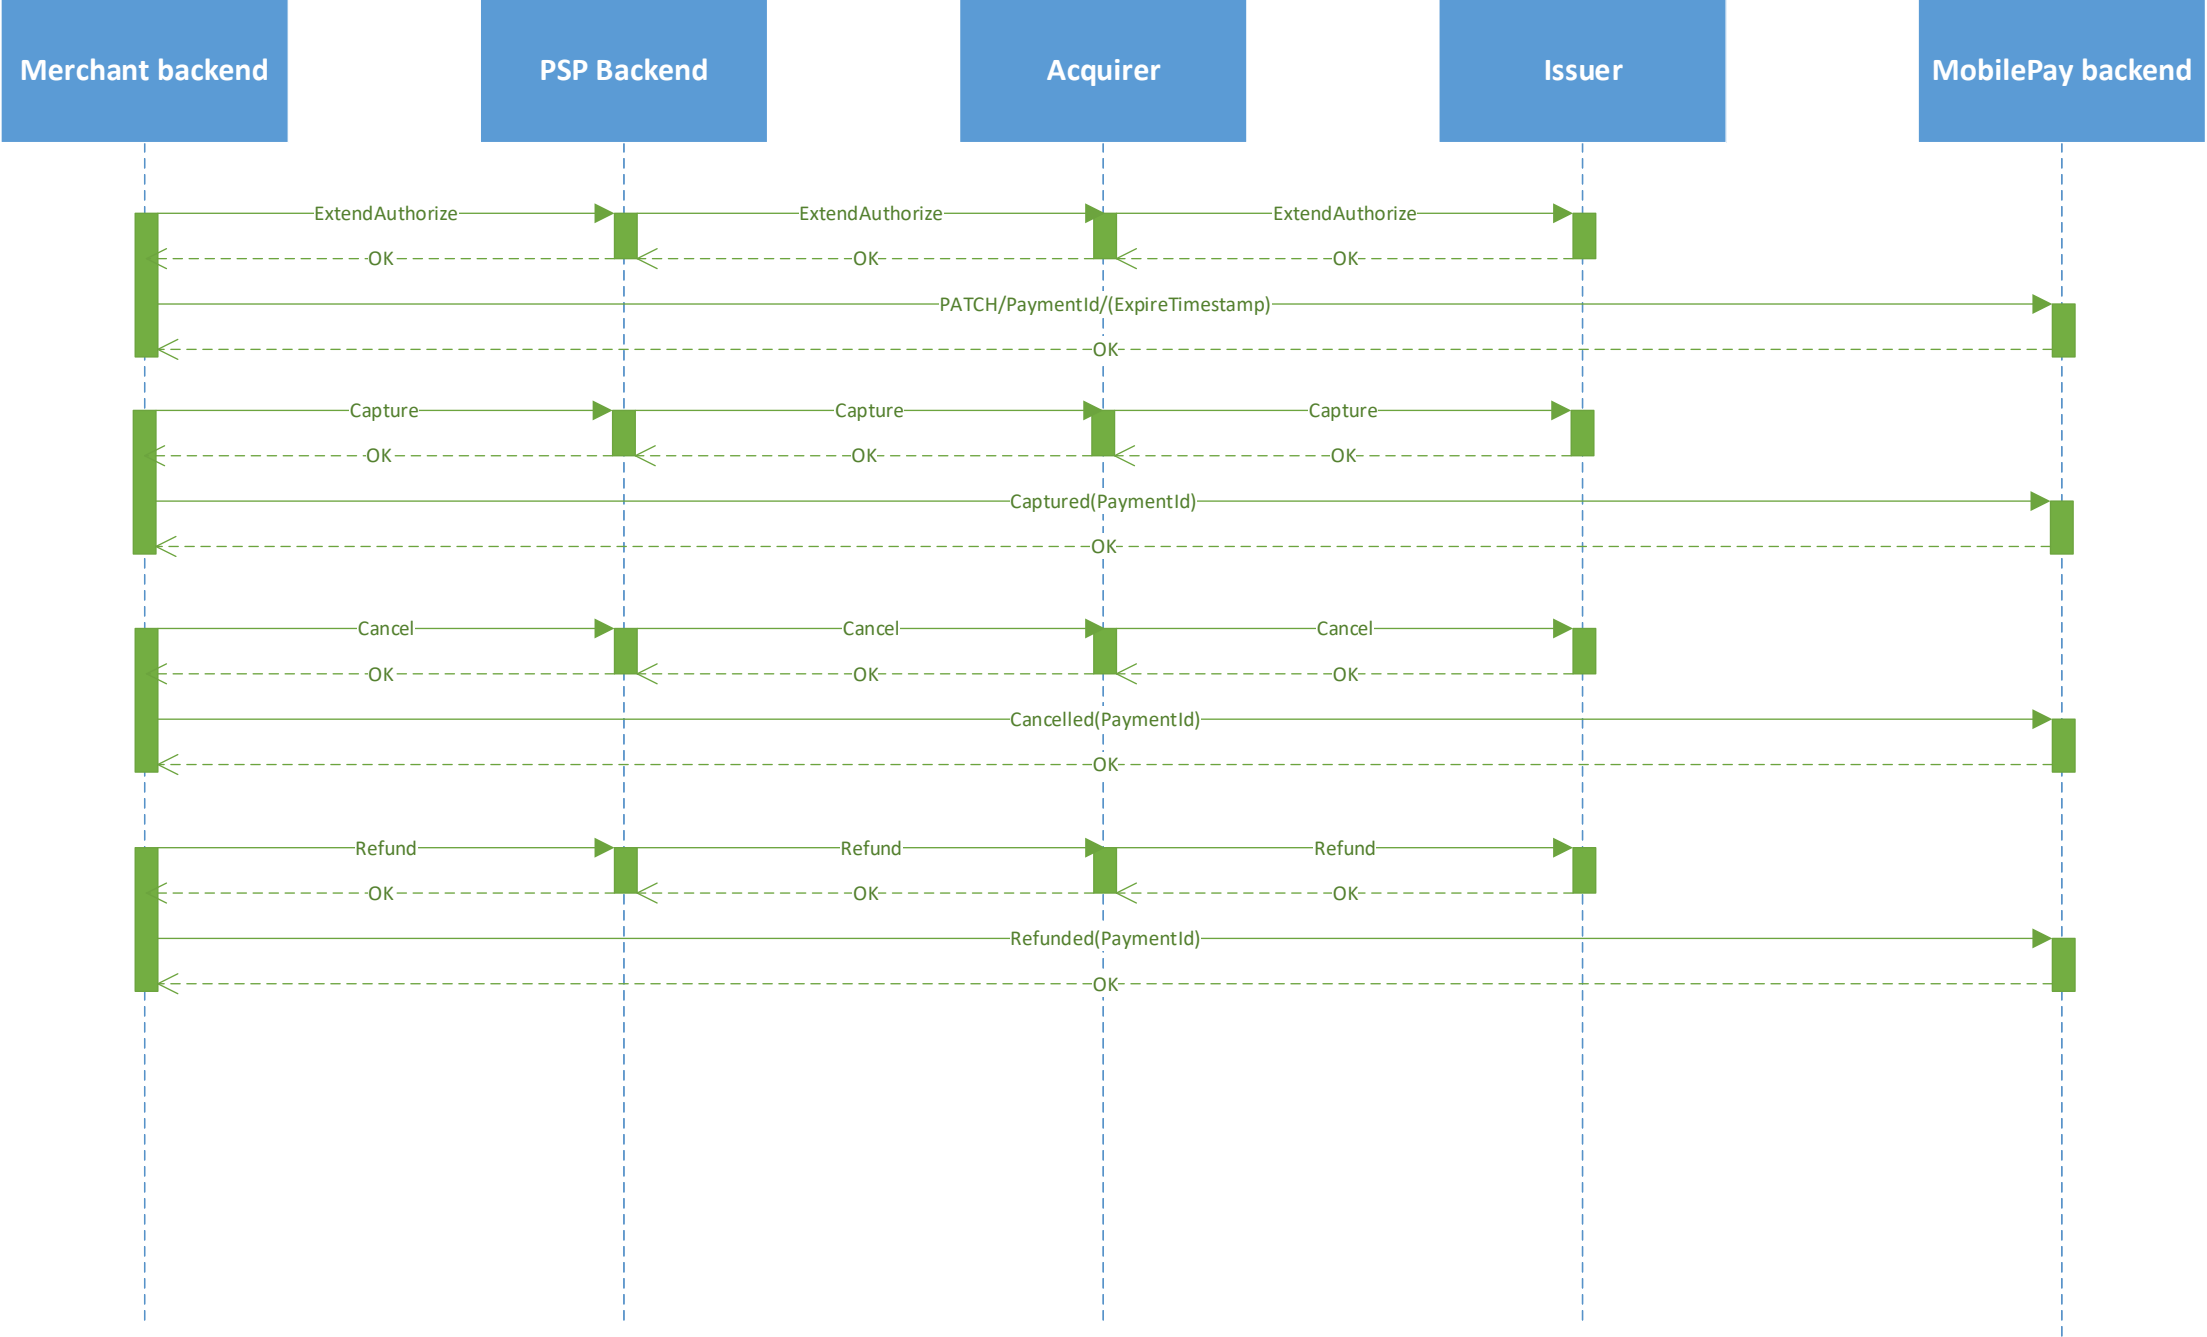 Merchant backend PSP Backend Acquirer Issuer MobilePay backend
ExtendAuthorize ExtendAuthorize ExtendAuthorize
OK OK OK
PATCH/PaymentId/(ExpireTimestamp)
OK
Capture Capture Capture
OK OK OK
Captured(PaymentId)
OK
Cancel Cancel Cancel
OK OK OK
Cancelled(PaymentId)
OK
Refund Refund Refund
OK OK OK
Refunded(PaymentId)
OK